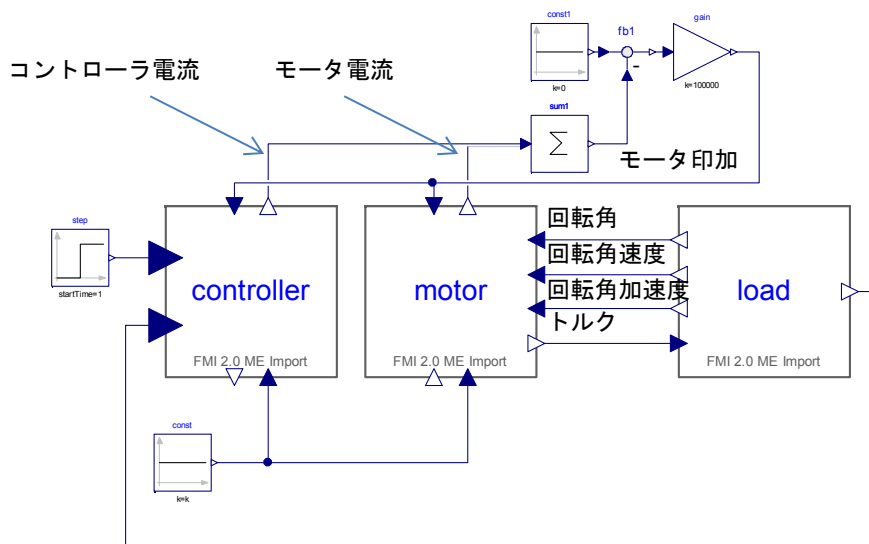 const1
gain
fb1
コントローラ電流
モータ電流
-
k=0
k=100000
sum1
Σ
モータ印加
step
startTime=1
controller
motor
load
回転角
回転角速度
回転角加速度
トルク
FMI 2.0 ME Import
FMI 2.0 ME Import
FMI 2.0 ME Import
const
k=k